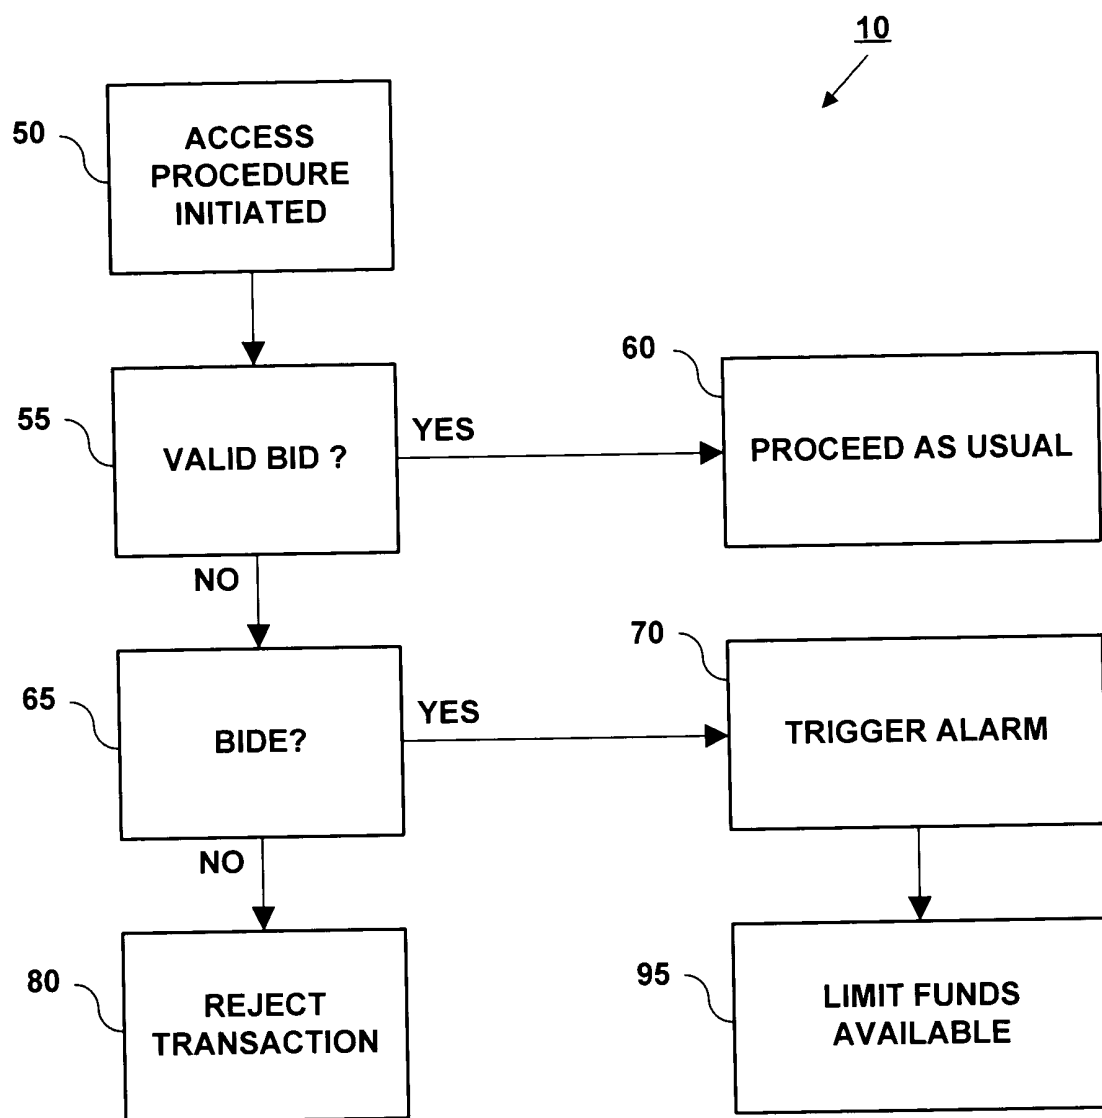 10
50
ACCESS
PROCEDURE
INITIATED
55
VALID BID ?
YES
60
PROCEED AS USUAL
NO
65
BIDE?
YES
70
TRIGGER ALARM
NO
80
REJECT
TRANSACTION
95
LIMIT FUNDS
AVAILABLE